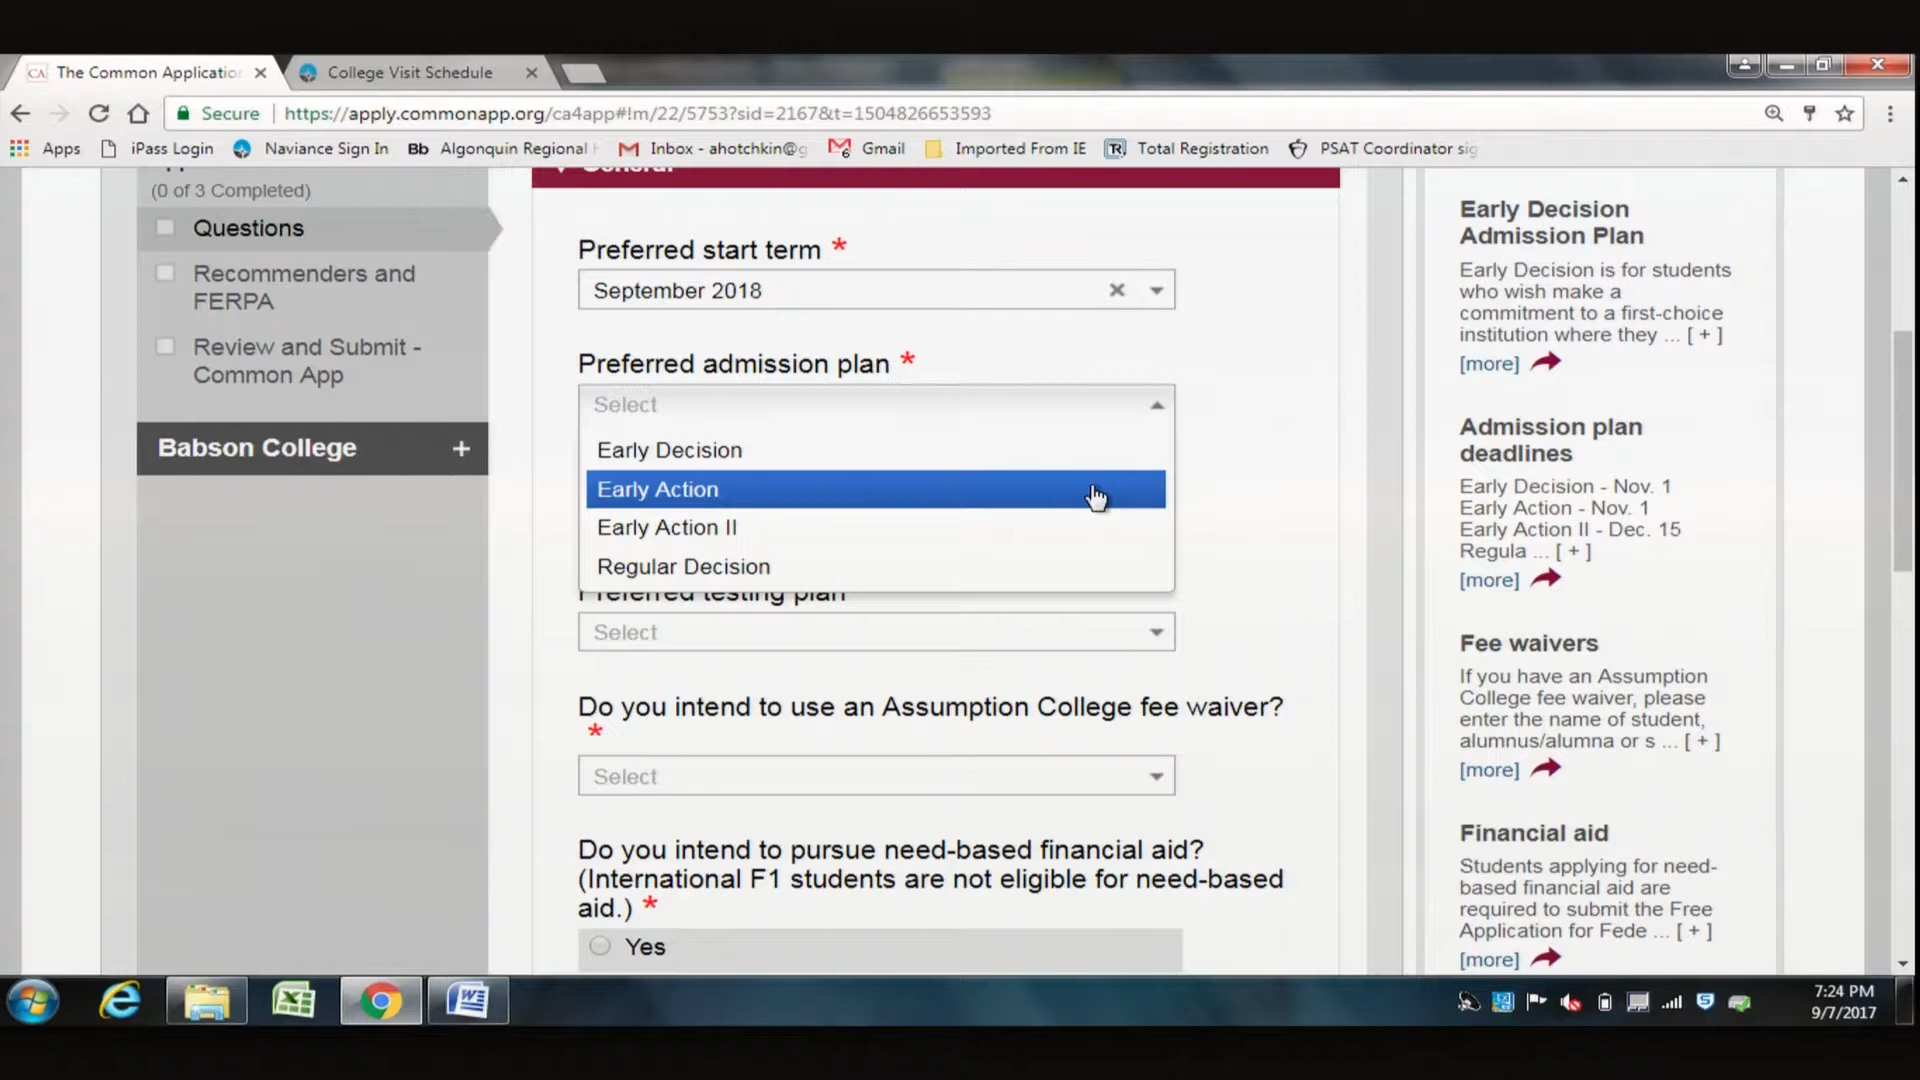 CA The Common Applicatio
College Visit Schedule
Secure
https://apply.commonapp.org/ca4app#!m/22/5753?sid=2167&t=1504826653593
Apps
iPass Login
Naviance Sign In
Bb Algonquin Regional
Inbox - ahotchkin@g
Gmail
Imported From IE
Total Registration
PSAT Coordinator sig
(0 of 3 Completed)
Questions
Recommenders and
FERPA
Review and Submit -
Common App
Babson College +
General
Preferred start term *
September 2018
Preferred admission plan *
Select
Early Decision
Early Action
Early Action II
Regular Decision
Preferred testing plan
Select
Do you intend to use an Assumption College fee waiver?
*
Select
Do you intend to pursue need-based financial aid?
(International F1 students are not eligible for need-based
aid.) *
Yes
Early Decision
Admission Plan
Early Decision is for students
who wish make a
commitment to a first-choice
institution where they ... [ + ]
[more]
Admission plan
deadlines
Early Decision - Nov. 1
Early Action - Nov. 1
Early Action II - Dec. 15
Regula ... [ + ]
[more]
Fee waivers
If you have an Assumption
College fee waiver, please
enter the name of student,
alumnus/alumna or s ... [ + ]
[more]
Financial aid
Students applying for need-
based financial aid are
required to submit the Free
Application for Fede ... [ + ]
[more]
7:24 PM
9/7/2017